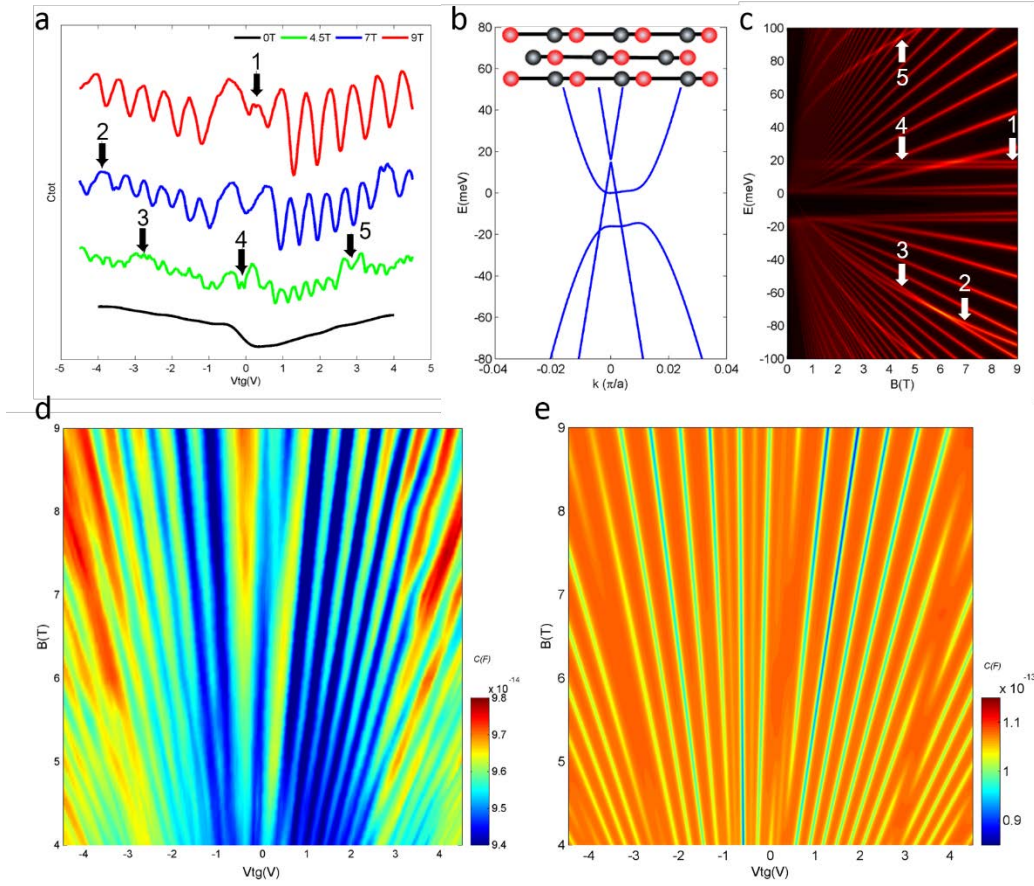 a
0T 4.5T 7T 9T
1
2
3
4
5
Ctot
-5 -4 -3 -2 -1 0 1 2 3 4 5
Vtg(V)
b
80
60
40
20
0
-20
-40
-60
-80
E(meV)
-0.04 -0.02 0 0.02 0.04
k (π/a)
c
100
80
60
40
20
0
-20
-40
-60
-80
-100
E(meV)
5
4
1
3
2
0 1 2 3 4 5 6 7 8 9
B(T)
d
9
8
7
6
5
4
B(T)
-4 -3 -2 -1 0 1 2 3 4
Vtg(V)
C(F)
x 10-14
9.8
9.7
9.6
9.5
9.4
e
9
8
7
6
5
4
B(T)
-4 -3 -2 -1 0 1 2 3 4
Vtg(V)
C(F)
x 10-13
1.1
1
0.9